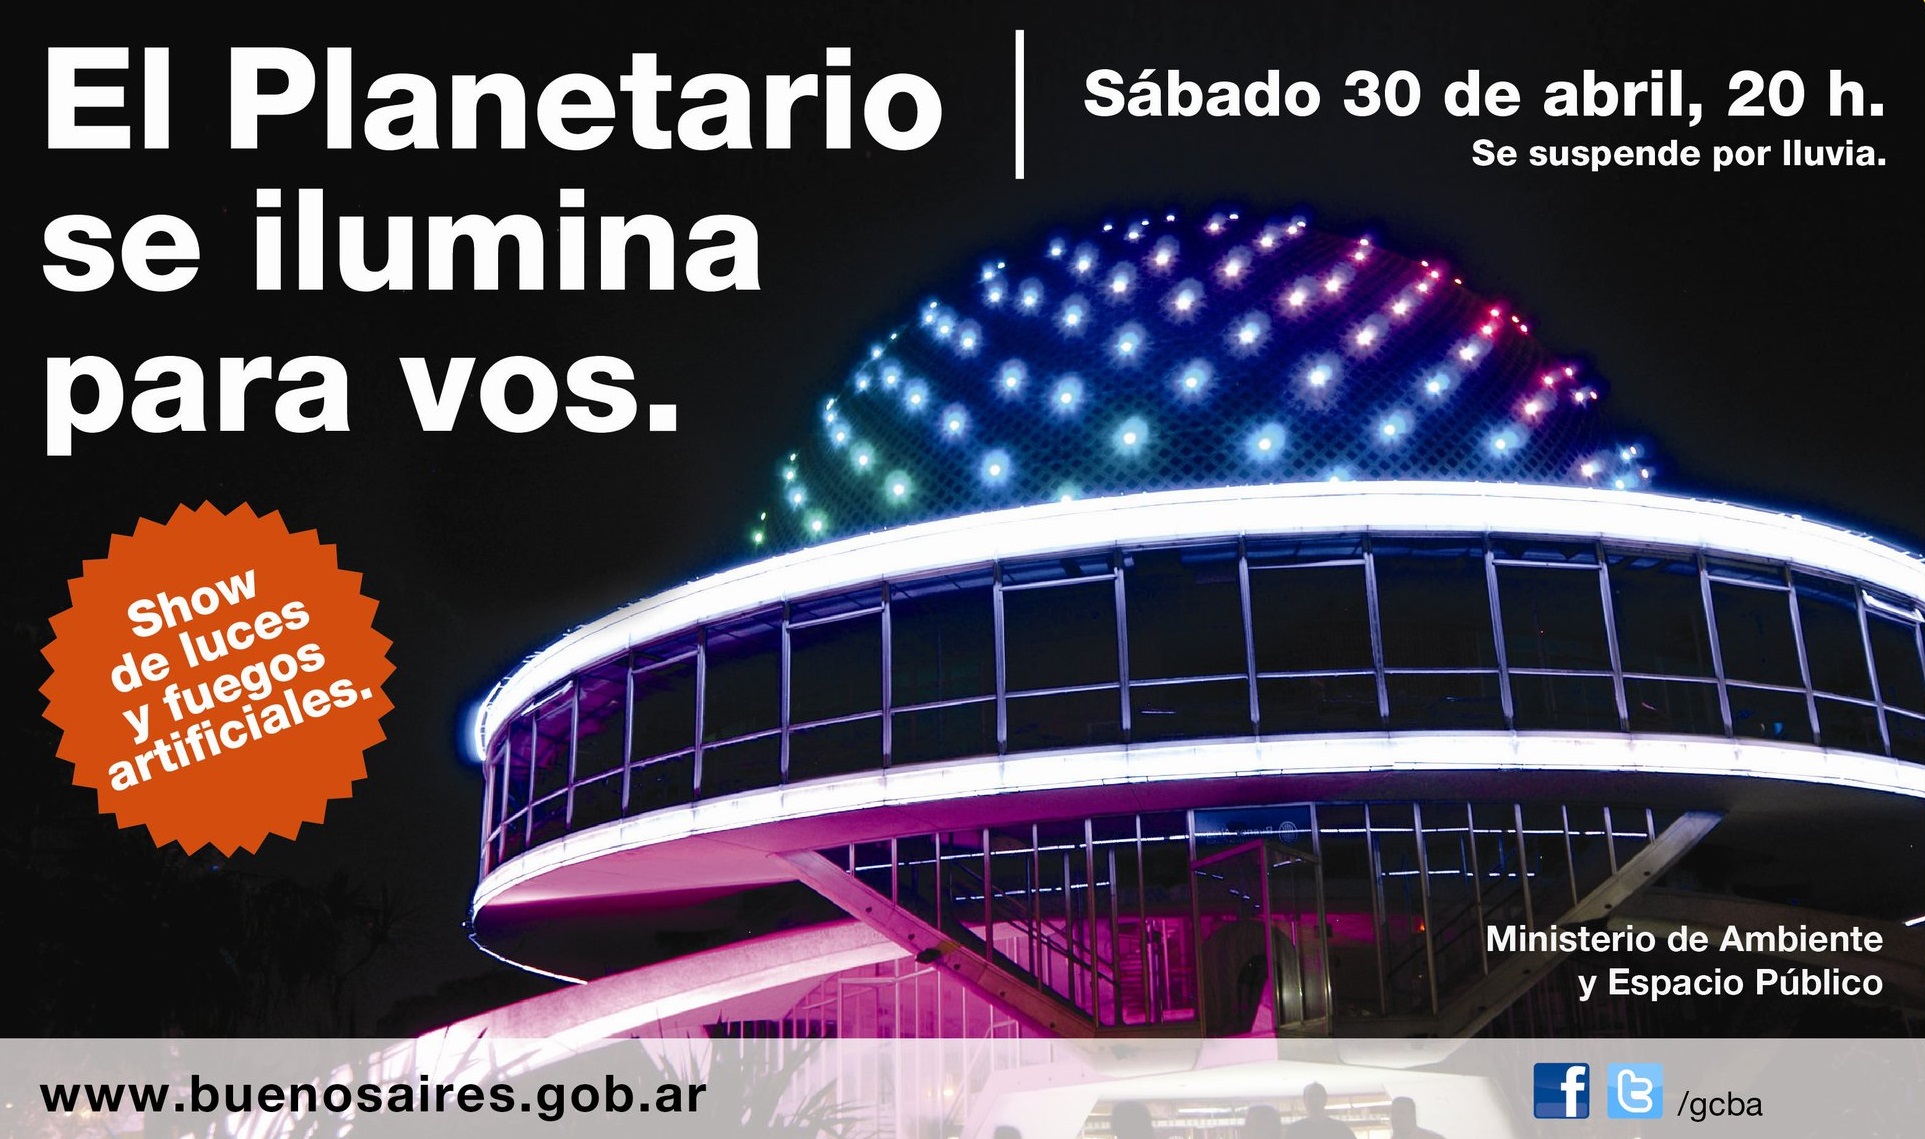 El Planetario
se ilumina
para vos.
Sábado 30 de abril, 20 h.
Se suspende por lluvia.
Show
de luces
y fuegos
artificiales.
Ministerio de Ambiente
y Espacio Público
www.buenosaires.gob.ar
/gcba